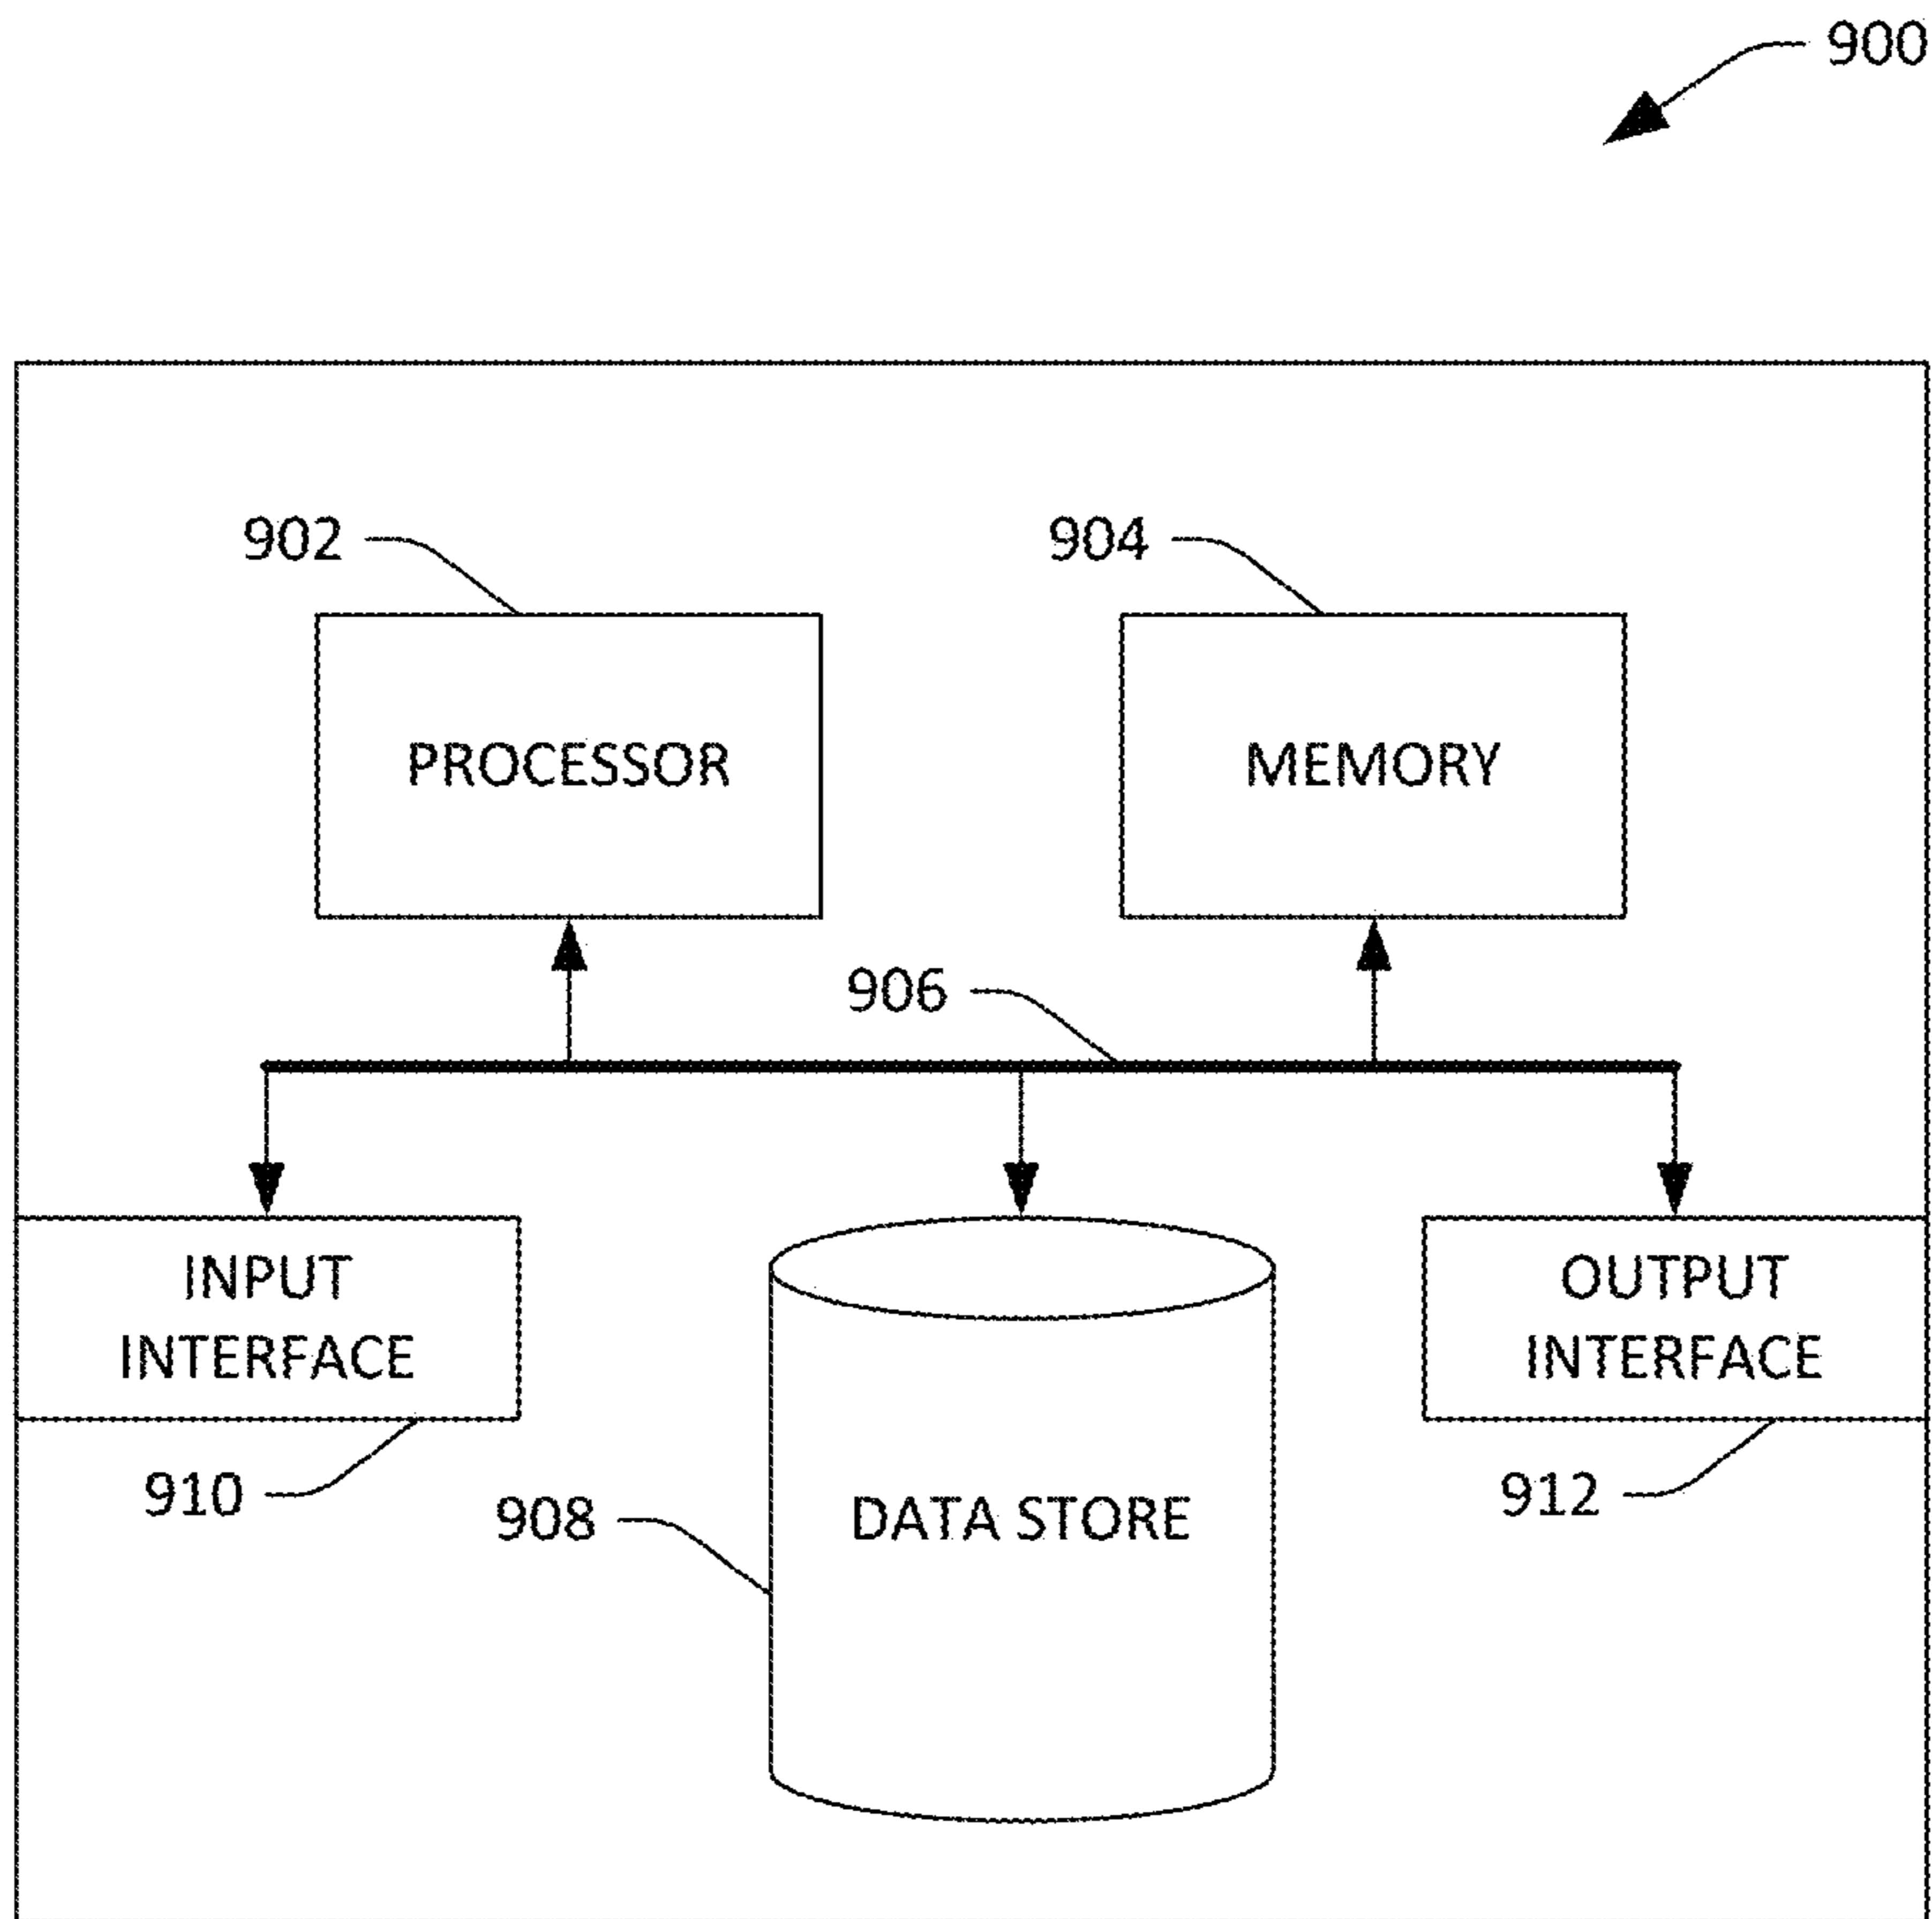 900
902
904
PROCESSOR
MEMORY
906
INPUT
INTERFACE
OUTPUT
INTERFACE
910
908
DATA STORE
912